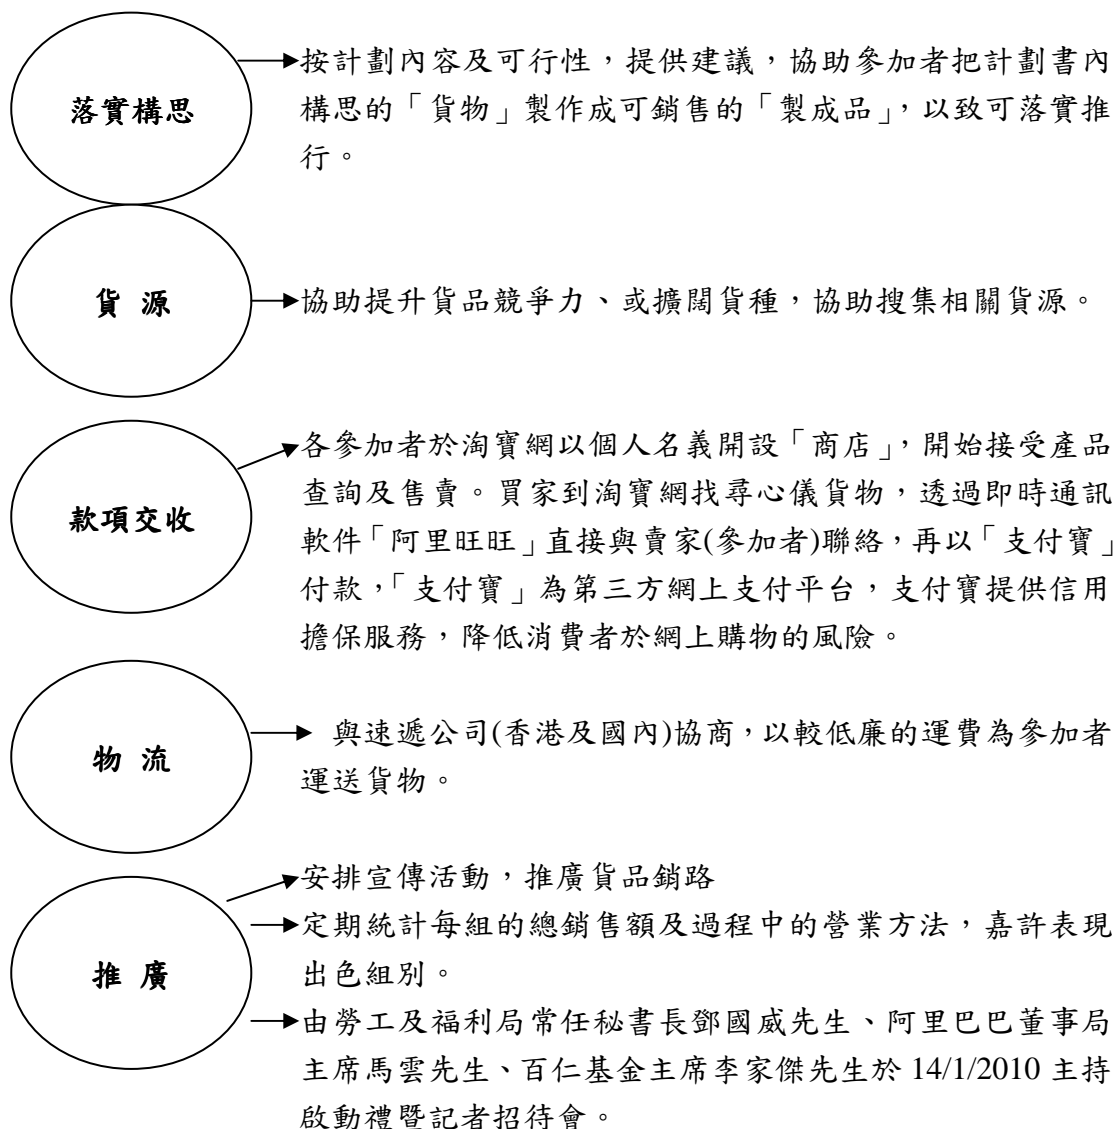 落實構思
按計劃內容及可行性，提供建議，協助參加者把計劃書內
構思的「貨物」製作成可銷售的「製成品」，以致可落實推
行。
貨 源
協助提升貨品競爭力、或擴闊貨種，協助搜集相關貨源。
款項交收
各參加者於淘寶網以個人名義開設「商店」，開始接受產品
查詢及售賣。買家到淘寶網找尋心儀貨物，透過即時通訊
軟件「阿里旺旺」直接與賣家(參加者)聯絡，再以「支付寶」
付款，「支付寶」為第三方網上支付平台，支付寶提供信用
擔保服務，降低消費者於網上購物的風險。
物 流
與速遞公司(香港及國內)協商，以較低廉的運費為參加者
運送貨物。
推 廣
安排宣傳活動，推廣貨品銷路
定期統計每組的總銷售額及過程中的營業方法，嘉許表現
出色組別。
由勞工及福利局常任秘書長鄧國威先生、阿里巴巴董事局
主席馬雲先生、百仁基金主席李家傑先生於 14/1/2010 主持
啟動禮暨記者招待會。